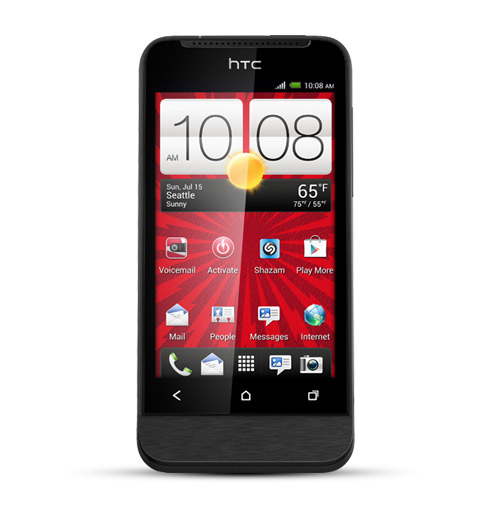 hTC
10:08 AM
AM 10 08
Sun, Jul 15
Seattle
Sunny
65°F
75°F / 55°F
Voicemail Activate Shazam Play More
Mail People Messages Internet